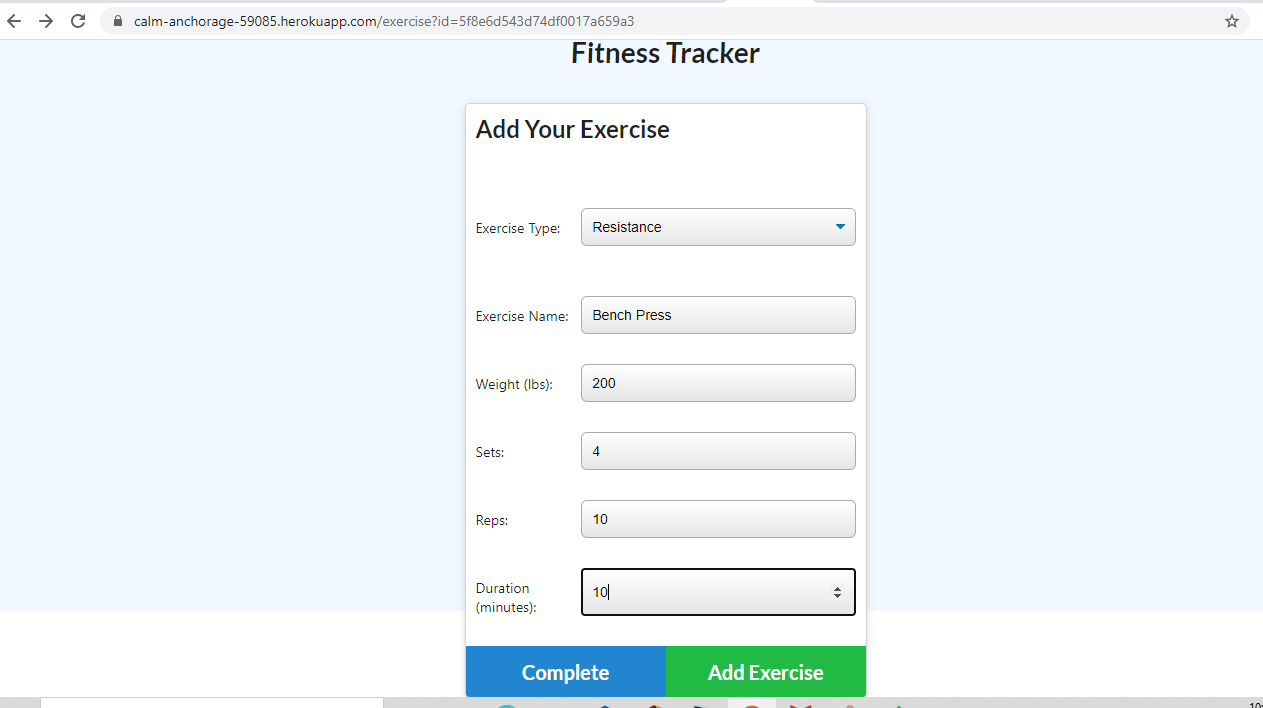 calm-anchorage-59085.herokuapp.com/exercise?id=5f8e6d543d74df0017a659a3
Fitness Tracker
Add Your Exercise
Exercise Type: Resistance
Exercise Name: Bench Press
Weight (lbs): 200
Sets: 4
Reps: 10
Duration
(minutes): 10
Complete Add Exercise